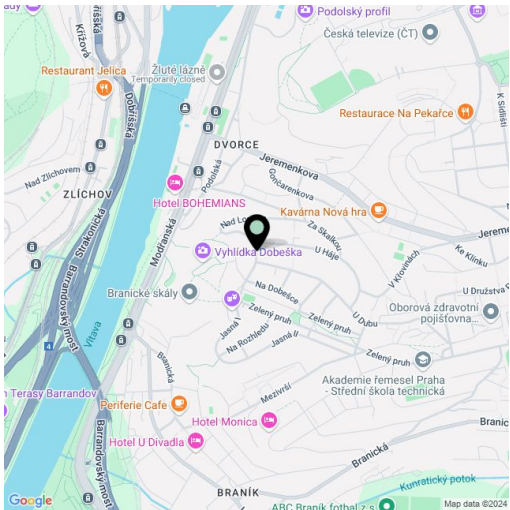 Podolský profil
Křížová
Dobříšská
Česká televize (ČT)
Restaurant Jelica
Žluté lázně
Temporarily closed
K Sídlišti
Restaurace Na Pekařce
DVORCE
Jeremenkova
Nad Zlíchovem
Podolská
Gončarenkova
ZLÍCHOV
Hotel BOHEMIANS
Kavárna Nová hra
Strakonická
Modřanská
Za Skalkou
Jeremenkova
Vyhlídka Dobeška
U Háje
Ke Klinku
Barrandovský most
V Křovinách
Branické skály
Na Dobešce
U Družstva
Oborová zdravotní
pojišťovna...
Vltava
Zelený pruh
Zelený pruh
U Dubu
Jasná I
Na Rozhledu
Jasná II
4
Branická
Zelený pruh
Akademie řemesel Praha
- Střední škola technická
Mezivrší
Terasy Barrandov
Periferie Cafe
Hotel Monica
Hotel U Divadla
Barrandovský most
Branická
BRANÍK
Kunratický potok
Google
ABC Braník fotbal z.s.
Map data ©2024